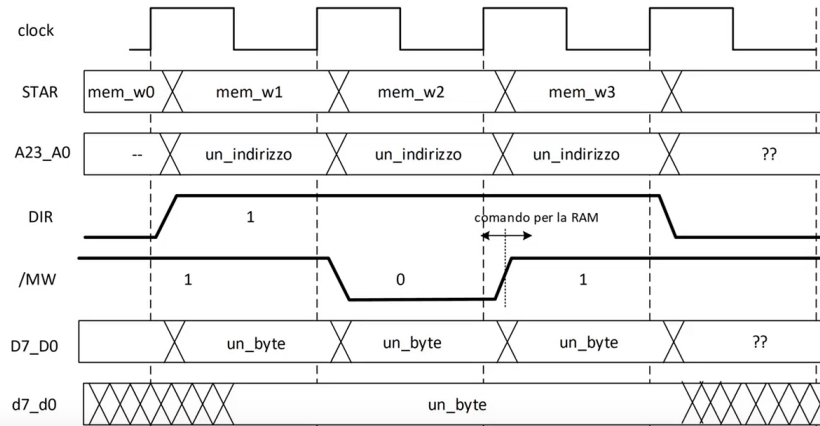 clock
STAR mem_w0 mem_w1 mem_w2 mem_w3
A23_A0 -- un_indirizzo un_indirizzo un_indirizzo ??
DIR 1 comando per la RAM
/MW 1 0 1
D7_D0 un_byte un_byte un_byte ??
d7_d0 un_byte